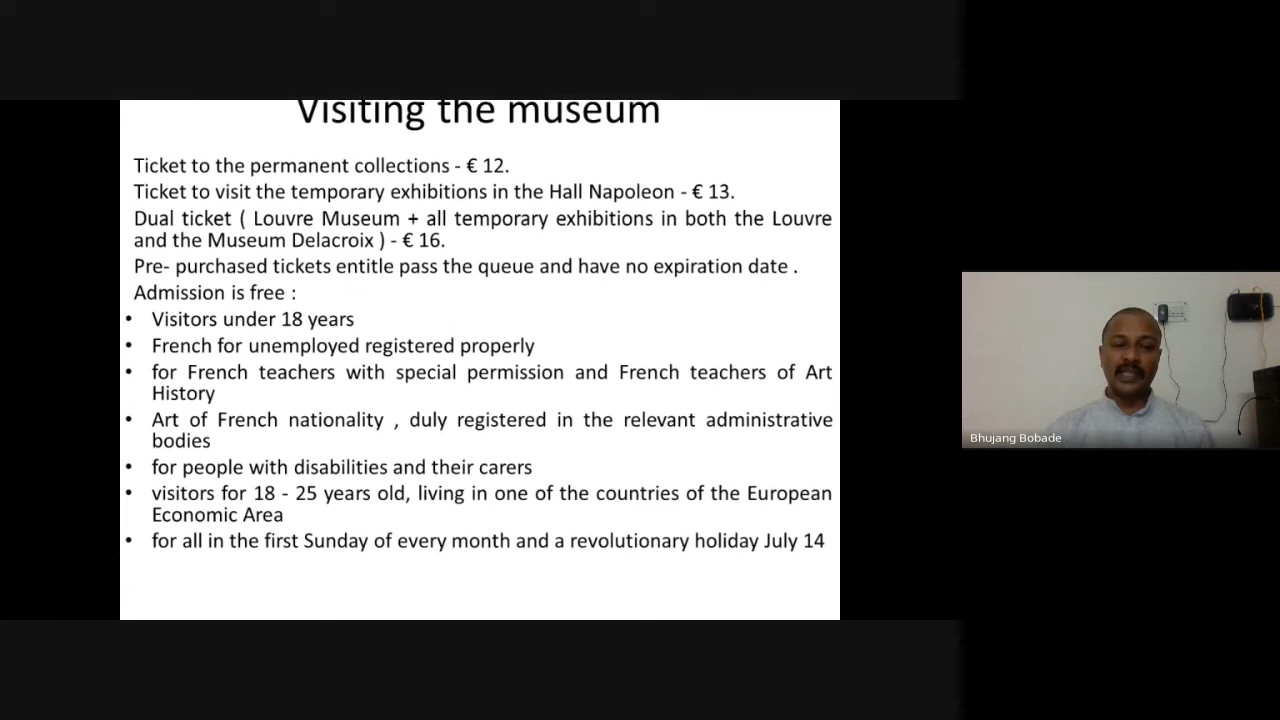 Visiting the museum
Ticket to the permanent collections - € 12.
Ticket to visit the temporary exhibitions in the Hall Napoleon - € 13.
Dual ticket ( Louvre Museum + all temporary exhibitions in both the Louvre
and the Museum Delacroix ) - € 16.
Pre- purchased tickets entitle pass the queue and have no expiration date .
Admission is free :
• Visitors under 18 years
• French for unemployed registered properly
• for French teachers with special permission and French teachers of Art
History
• Art of French nationality , duly registered in the relevant administrative
bodies
• for people with disabilities and their carers
• visitors for 18 - 25 years old, living in one of the countries of the European
Economic Area
• for all in the first Sunday of every month and a revolutionary holiday July 14
Bhujang Bobade